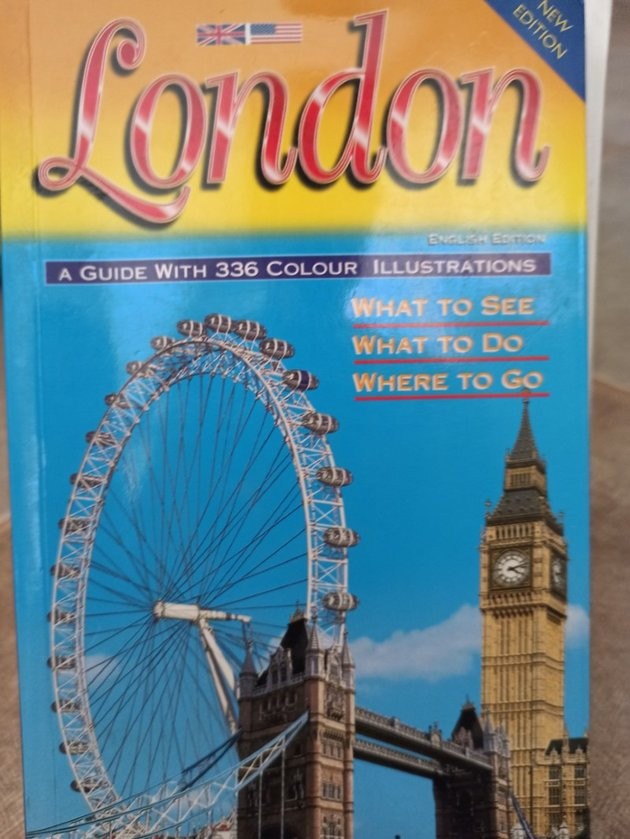 NEW
EDITION
London
ENGLISH EDITION
A GUIDE WITH 336 COLOUR ILLUSTRATIONS
WHAT TO SEE
WHAT TO DO
WHERE TO GO